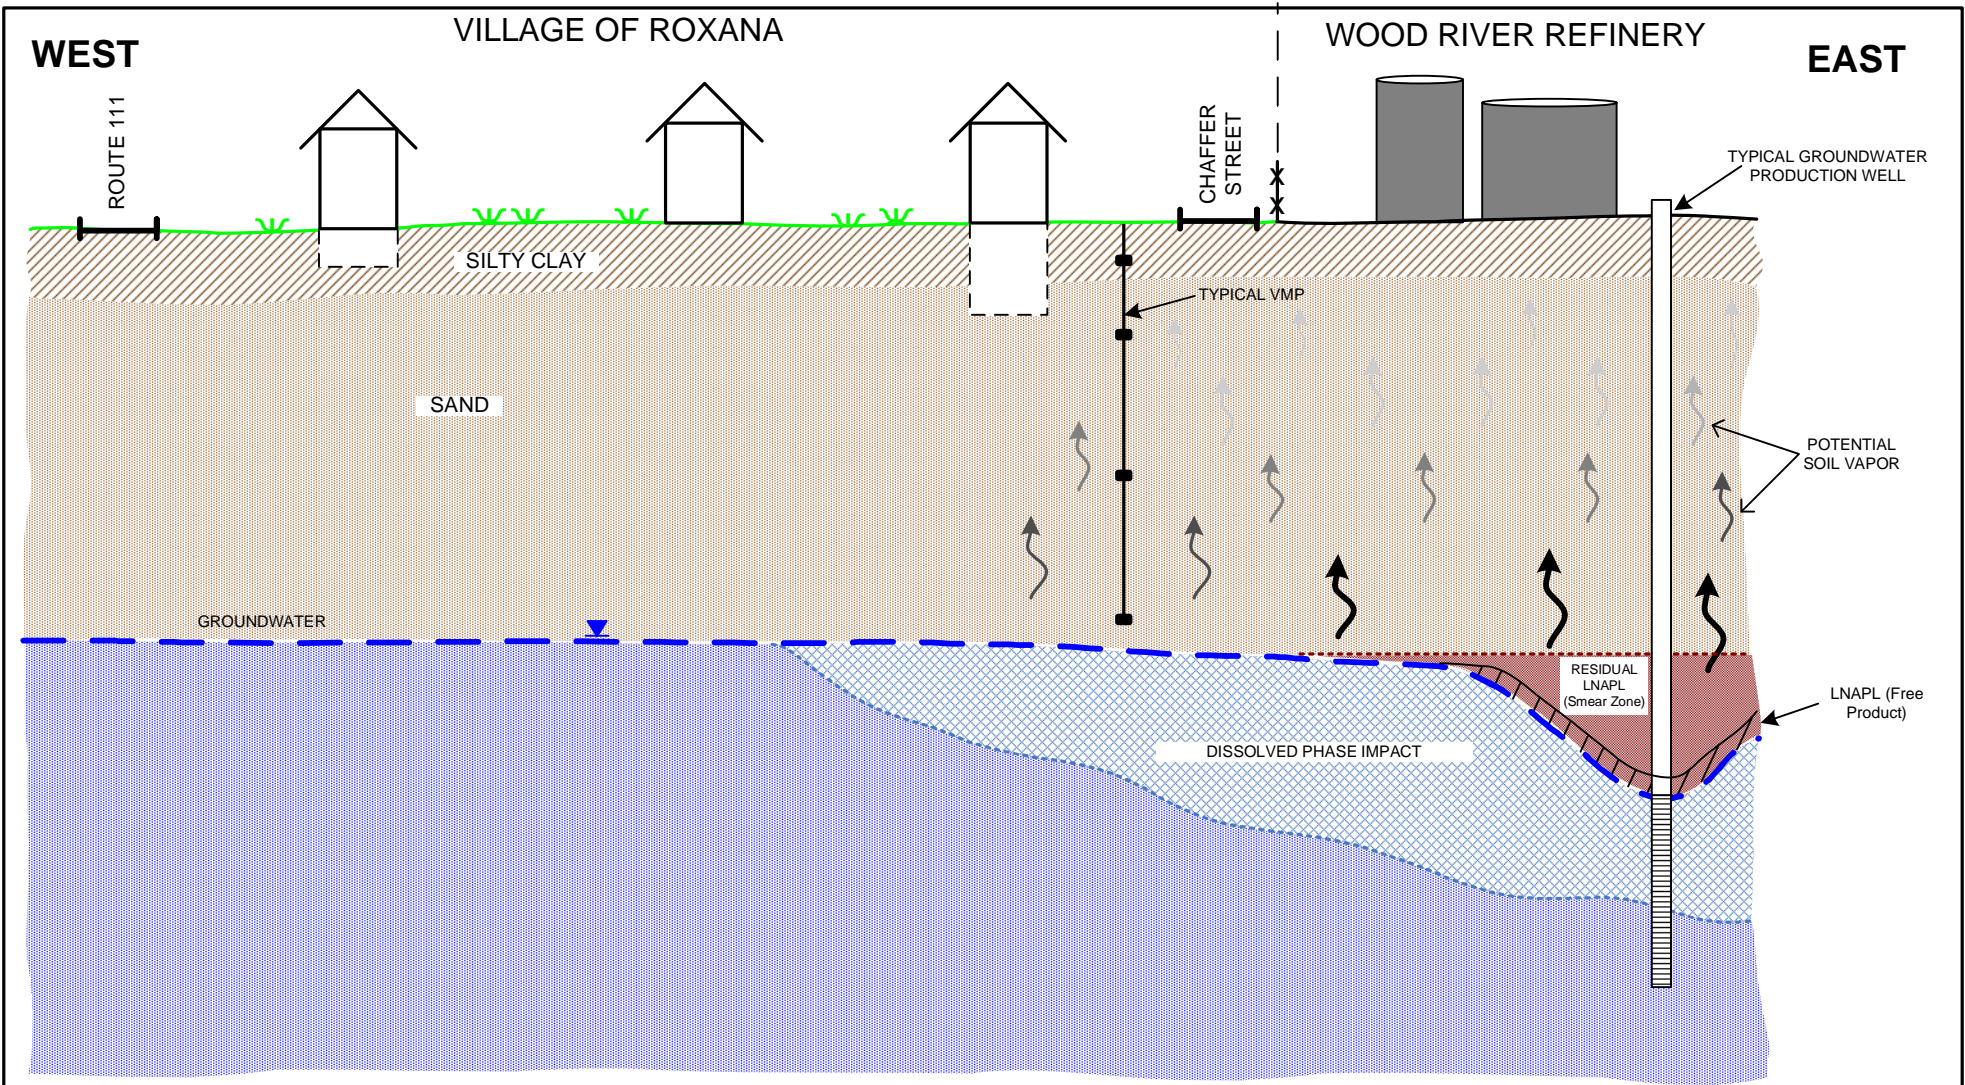 VILLAGE OF ROXANA
WOOD RIVER REFINERY
WEST
EAST
ROUTE 111
CHAFFER
STREET
X
X
TYPICAL GROUNDWATER
PRODUCTION WELL
SILTY CLAY
TYPICAL VMP
SAND
POTENTIAL
SOIL VAPOR
GROUNDWATER
RESIDUAL
LNAPL
(Smear Zone)
LNAPL (Free
Product)
DISSOLVED PHASE IMPACT